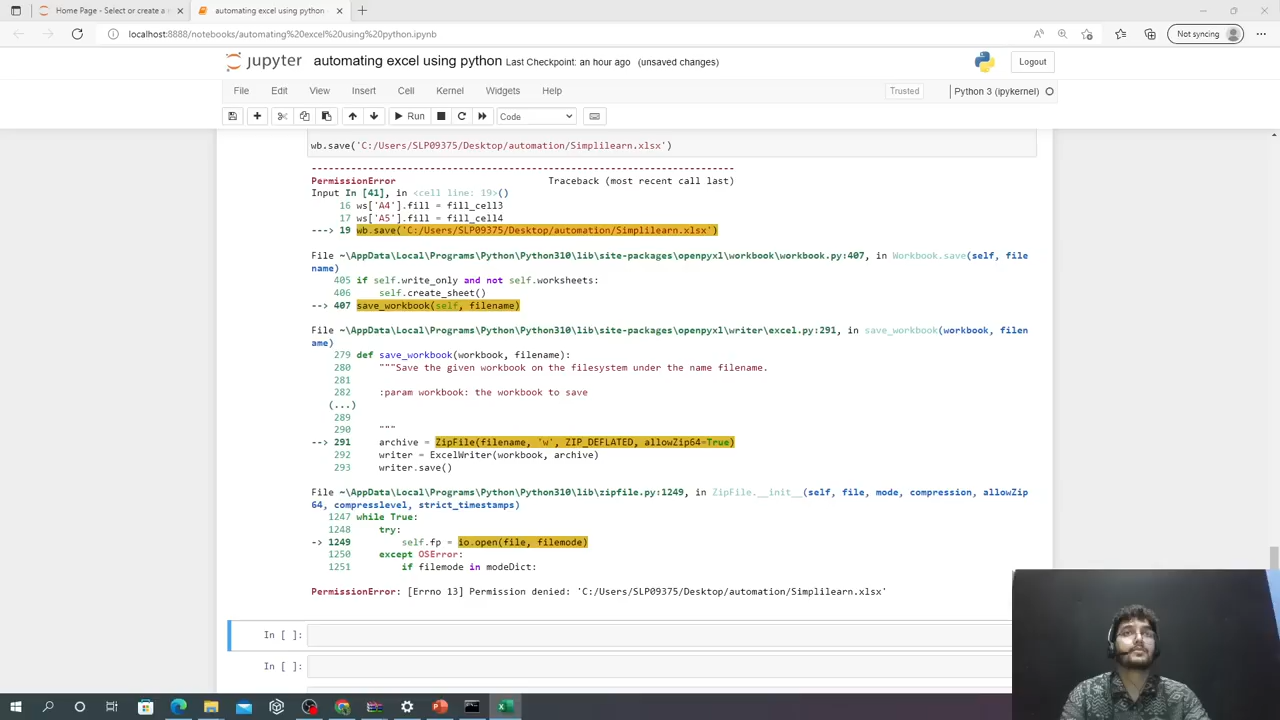 Home Page - Select or create a n
automating excel using python -
localhost:8888/notebooks/automating%20excel%20using%20python.ipynb
Not syncing
jupyter automating excel using python Last Checkpoint: an hour ago (unsaved changes)
Logout
File Edit View Insert Cell Kernel Widgets Help
Trusted
Python 3 (ipykernel)
Run
Code
wb.save('C:/Users/SLP09375/Desktop/automation/Simplilearn.xlsx')
---------------------------------------------------------------------------
PermissionError Traceback (most recent call last)
Input In [41], in <cell line: 19>()
16 ws['A4'].fill = fill_cell3
17 ws['A5'].fill = fill_cell4
---> 19 wb.save('C:/Users/SLP09375/Desktop/automation/Simplilearn.xlsx')
File ~\AppData\Local\Programs\Python\Python310\lib\site-packages\openpyxl\workbook\workbook.py:407, in Workbook.save(self, file
name)
405 if self.write_only and not self.worksheets:
406 self.create_sheet()
--> 407 save_workbook(self, filename)
File ~\AppData\Local\Programs\Python\Python310\lib\site-packages\openpyxl\writer\excel.py:291, in save_workbook(workbook, filen
ame)
279 def save_workbook(workbook, filename):
280 """Save the given workbook on the filesystem under the name filename.
281
282 :param workbook: the workbook to save
(...)
289
290 """
--> 291 archive = ZipFile(filename, 'w', ZIP_DEFLATED, allowZip64=True)
292 writer = ExcelWriter(workbook, archive)
293 writer.save()
File ~\AppData\Local\Programs\Python\Python310\lib\zipfile.py:1249, in ZipFile.__init__(self, file, mode, compression, allowZip
64, compresslevel, strict_timestamps)
1247 while True:
1248 try:
-> 1249 self.fp = io.open(file, filemode)
1250 except OSError:
1251 if filemode in modeDict:
PermissionError: [Errno 13] Permission denied: 'C:/Users/SLP09375/Desktop/automation/Simplilearn.xlsx'
In [ ]:
In [ ]: